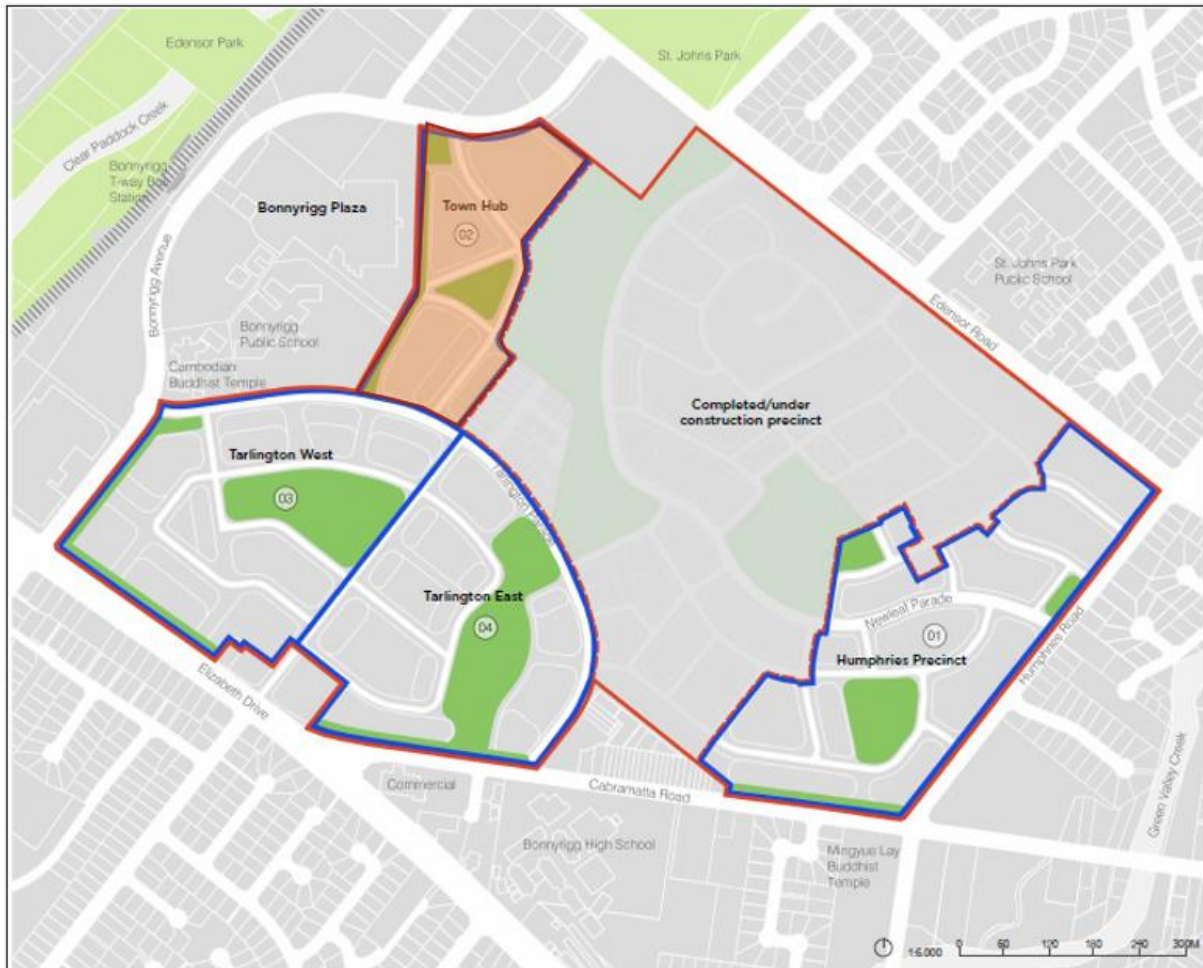 Edensor Park
St. Johns Park
Clear Paddock Creek
Bonnyrigg
T-way Bus
Station
Bonnyrigg Plaza
Town Hub
02
St. Johns Park
Public School
Bonnyrigg Avenue
Edensor Road
Bonnyrigg
Public School
Cambodian
Buddhist Temple
Completed/under
construction precinct
Tarlington West
03
Tarlington Parade
Tarlington East
04
Newleaf Parade
01
Humphries Precinct
Humphries Road
Elizabeth Drive
Commercial
Cabramatta Road
Green Valley Creek
Bonnyrigg High School
Mingyue Lay
Buddhist
Temple
1:6,000 0 60 120 180 240 300M